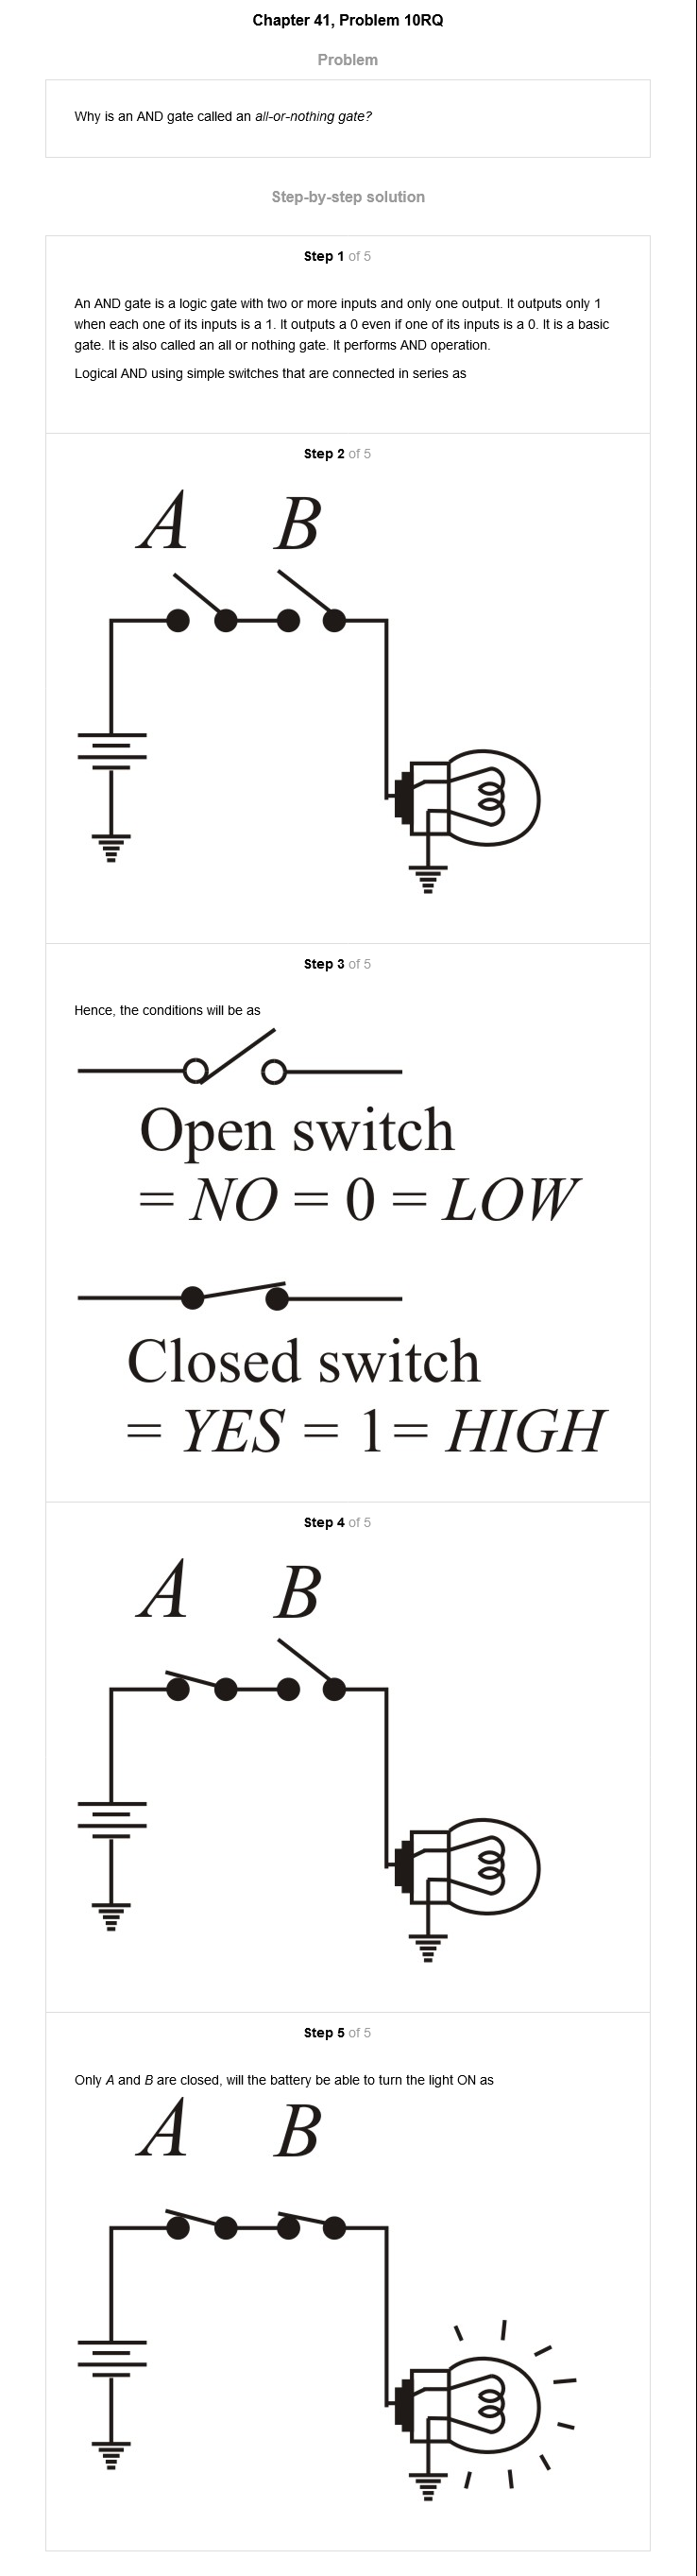 Chapter 41, Problem 10RQ
Problem
Why is an AND gate called an all-or-nothing gate?
Step-by-step solution
Step 1 of 5
An AND gate is a logic gate with two or more inputs and only one output. It outputs only 1
when each one of its inputs is a 1. It outputs a 0 even if one of its inputs is a 0. It is a basic
gate. It is also called an all or nothing gate. It performs AND operation.
Logical AND using simple switches that are connected in series as
Step 2 of 5
A B
Step 3 of 5
Hence, the conditions will be as
Open switch
= NO = 0 = LOW
Closed switch
= YES = 1= HIGH
Step 4 of 5
A B
Step 5 of 5
Only A and B are closed, will the battery be able to turn the light ON as
A B